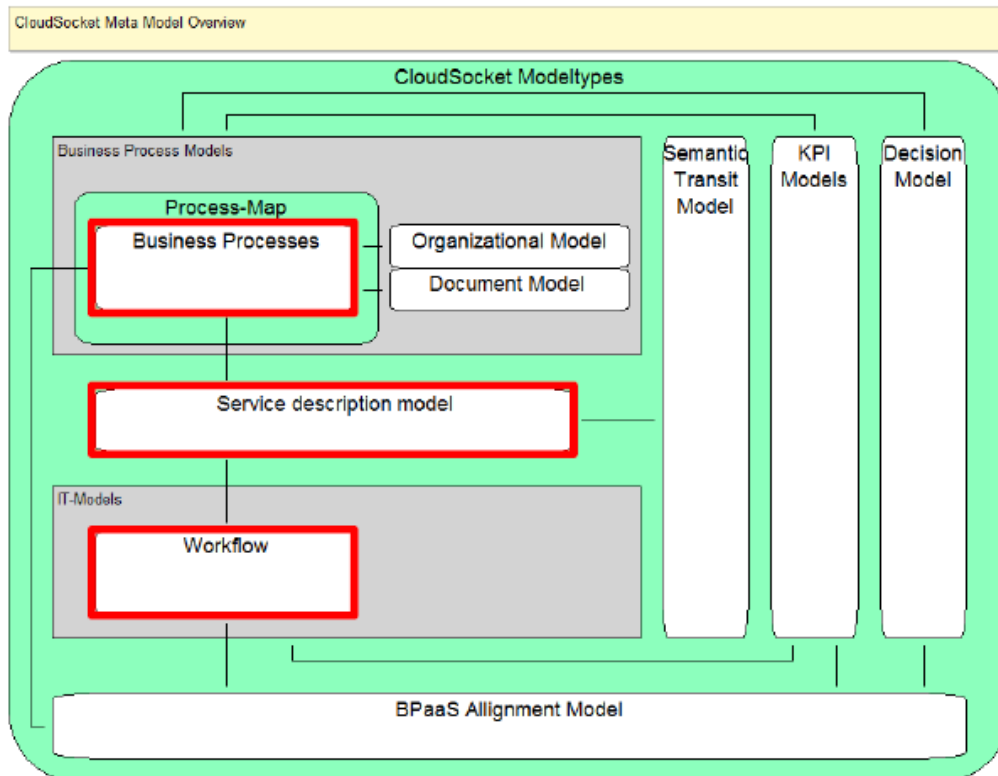 CloudSocket Meta Model Overview
CloudSocket Modeltypes
Business Process Models
Process-Map
Business Processes
Organizational Model
Document Model
Semantic
Transit
Model
KPI
Models
Decision
Model
Service description model
IT-Models
Workflow
BPaaS Allignment Model